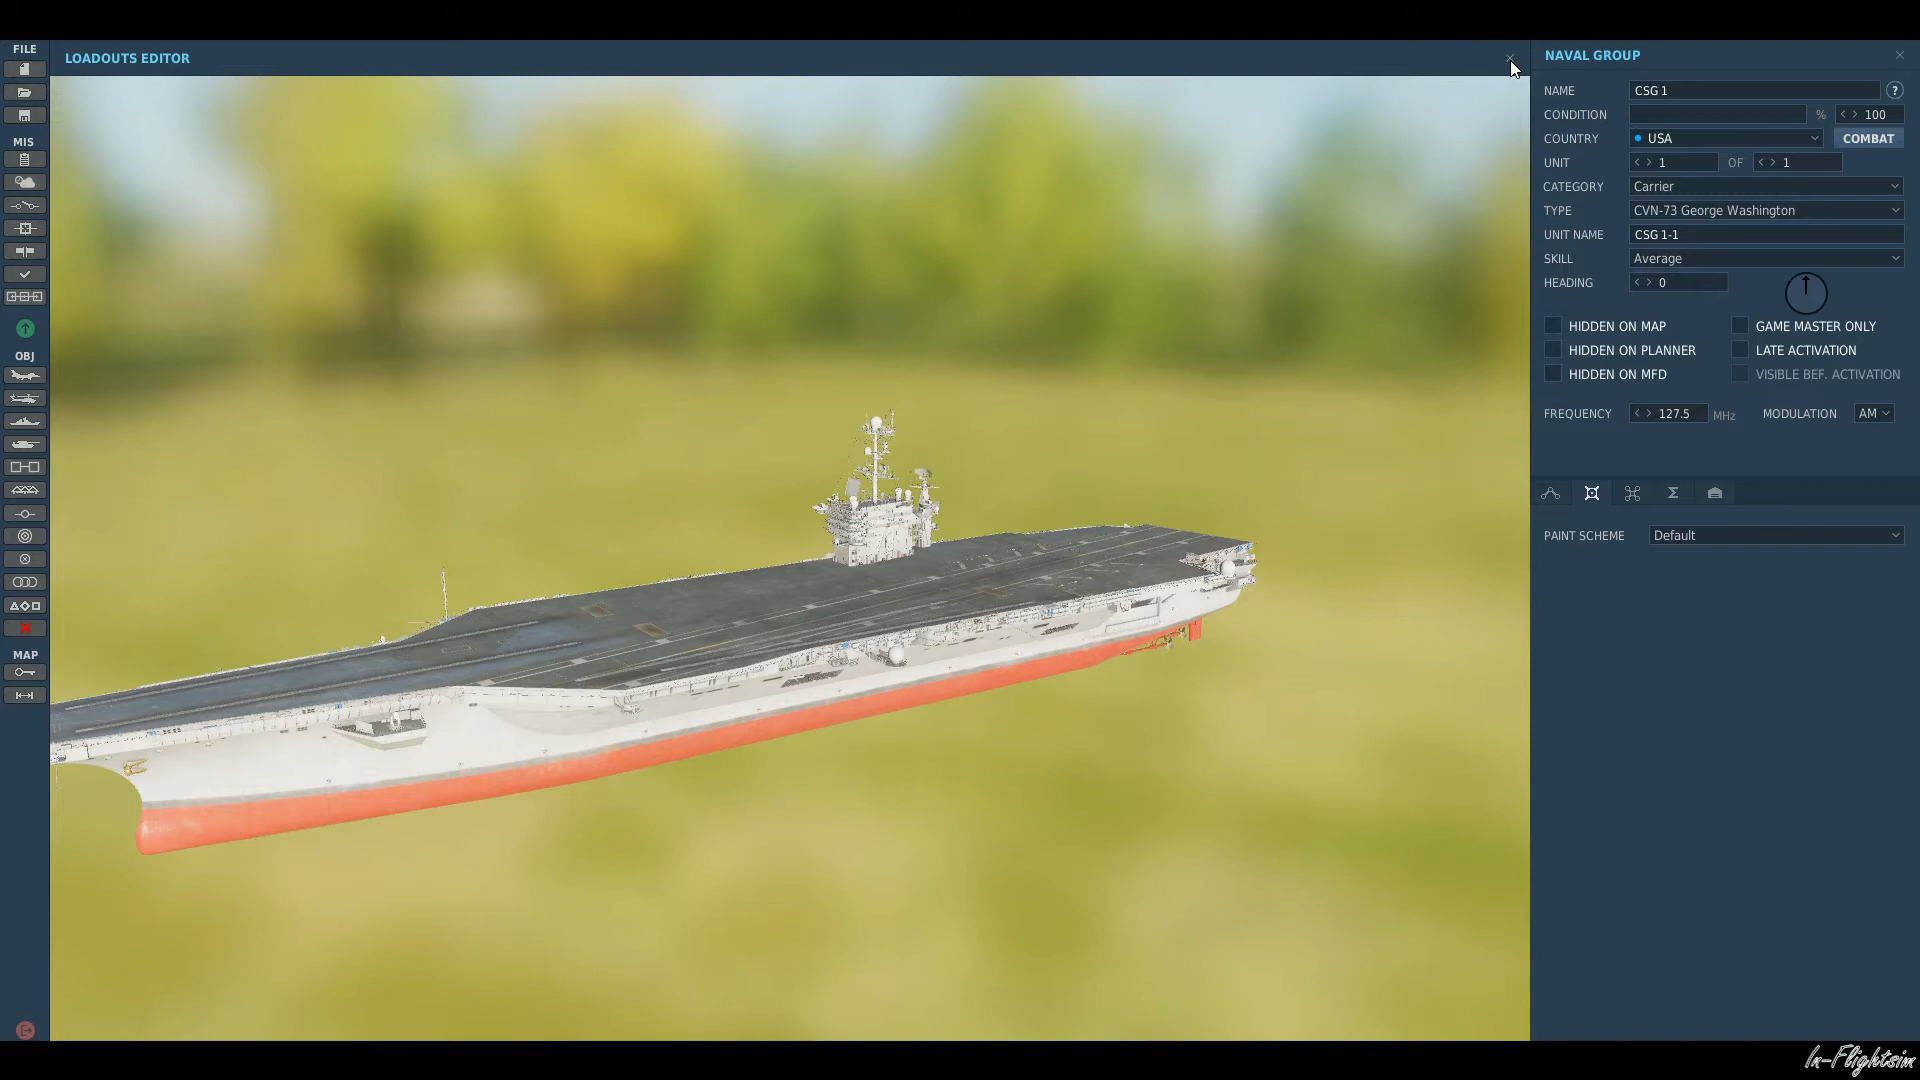 FILE
MIS
OBJ
MAP
LOADOUTS EDITOR
NAVAL GROUP
NAME CSG 1 ?
CONDITION % 100
COUNTRY USA COMBAT
UNIT 1 OF 1
CATEGORY Carrier
TYPE CVN-73 George Washington
UNIT NAME CSG 1-1
SKILL Average
HEADING 0
HIDDEN ON MAP GAME MASTER ONLY
HIDDEN ON PLANNER LATE ACTIVATION
HIDDEN ON MFD VISIBLE BEF. ACTIVATION
FREQUENCY 127.5 MHz MODULATION AM
PAINT SCHEME Default
In-Flightsim